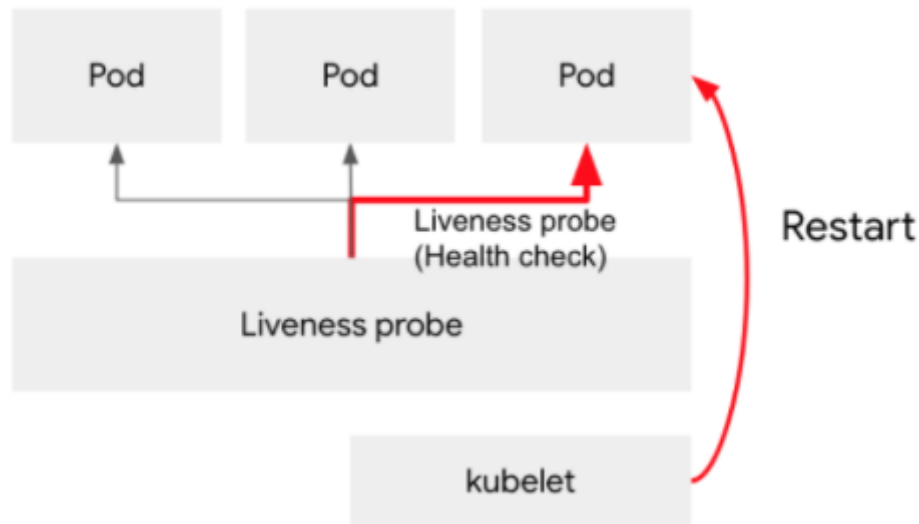 Pod
Pod
Pod
Liveness probe
(Health check)
Restart
Liveness probe
kubelet